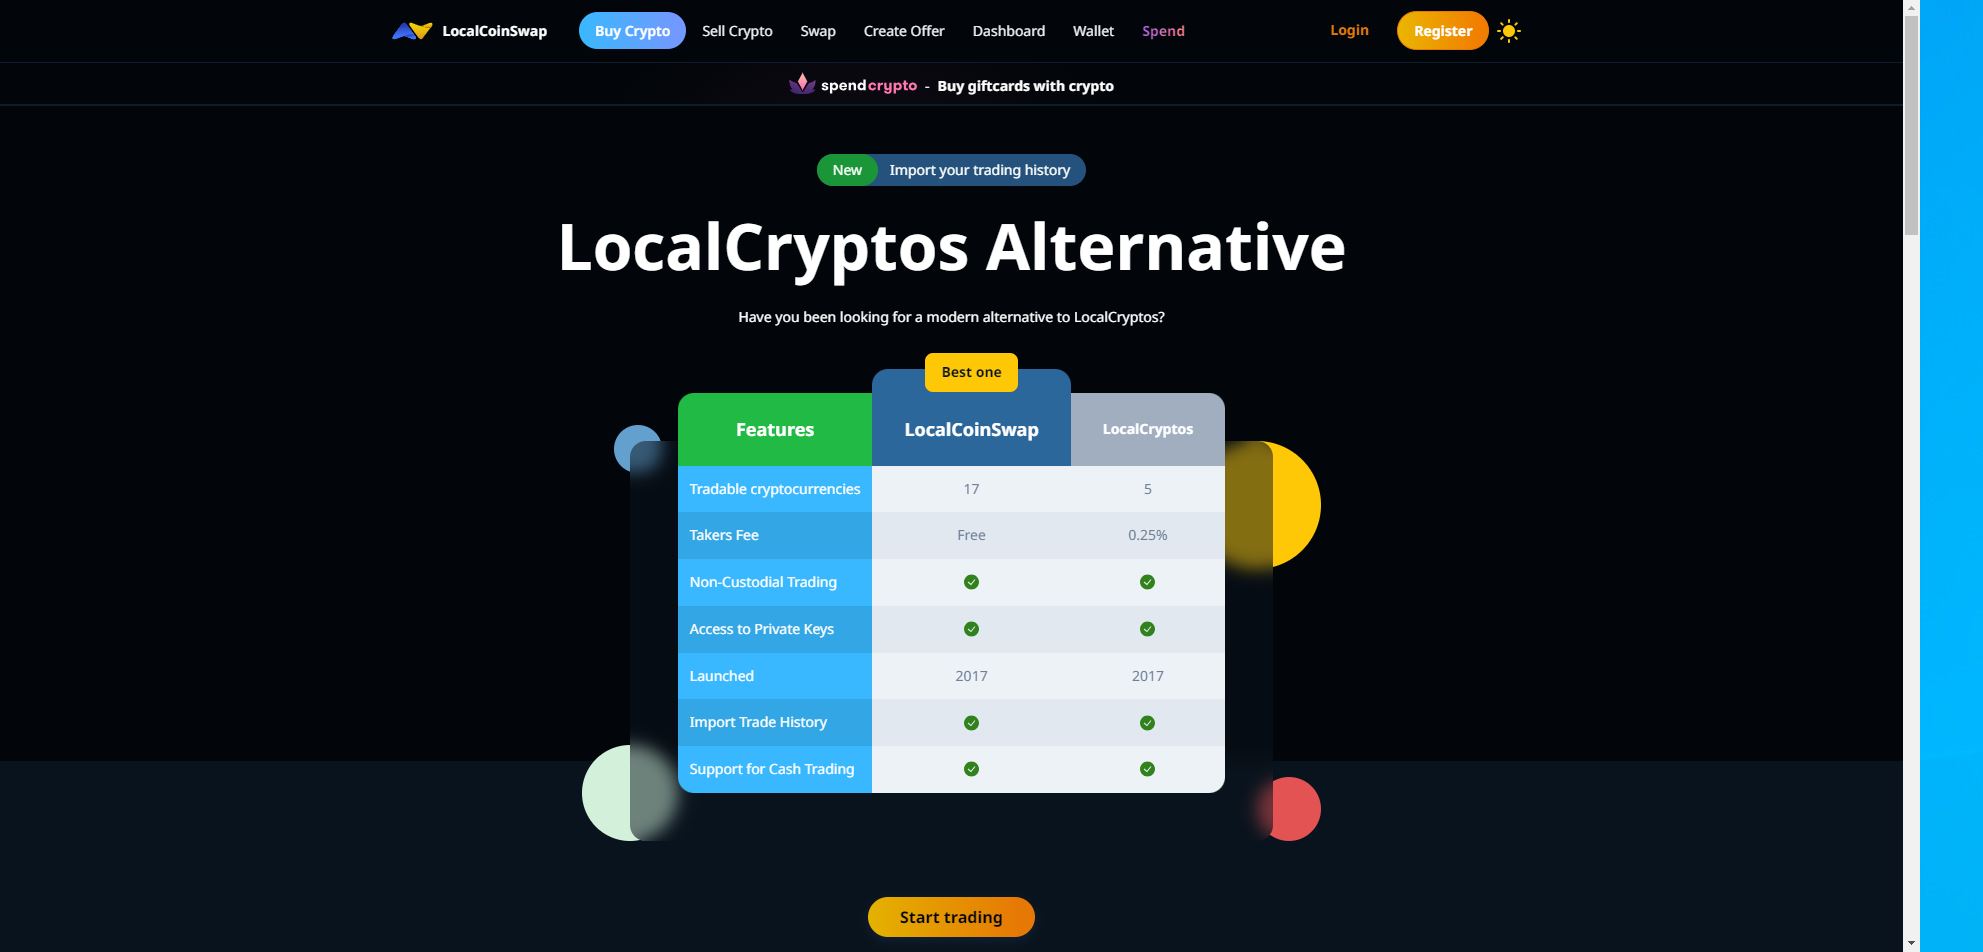 LocalCoinSwap Buy Crypto Sell Crypto Swap Create Offer Dashboard Wallet Spend Login Register
spendcrypto - Buy giftcards with crypto
New Import your trading history
LocalCryptos Alternative
Have you been looking for a modern alternative to LocalCryptos?
Best one
Features LocalCoinSwap LocalCryptos
Tradable cryptocurrencies 17 5
Takers Fee Free 0.25%
Non-Custodial Trading
Access to Private Keys
Launched 2017 2017
Import Trade History
Support for Cash Trading
Start trading